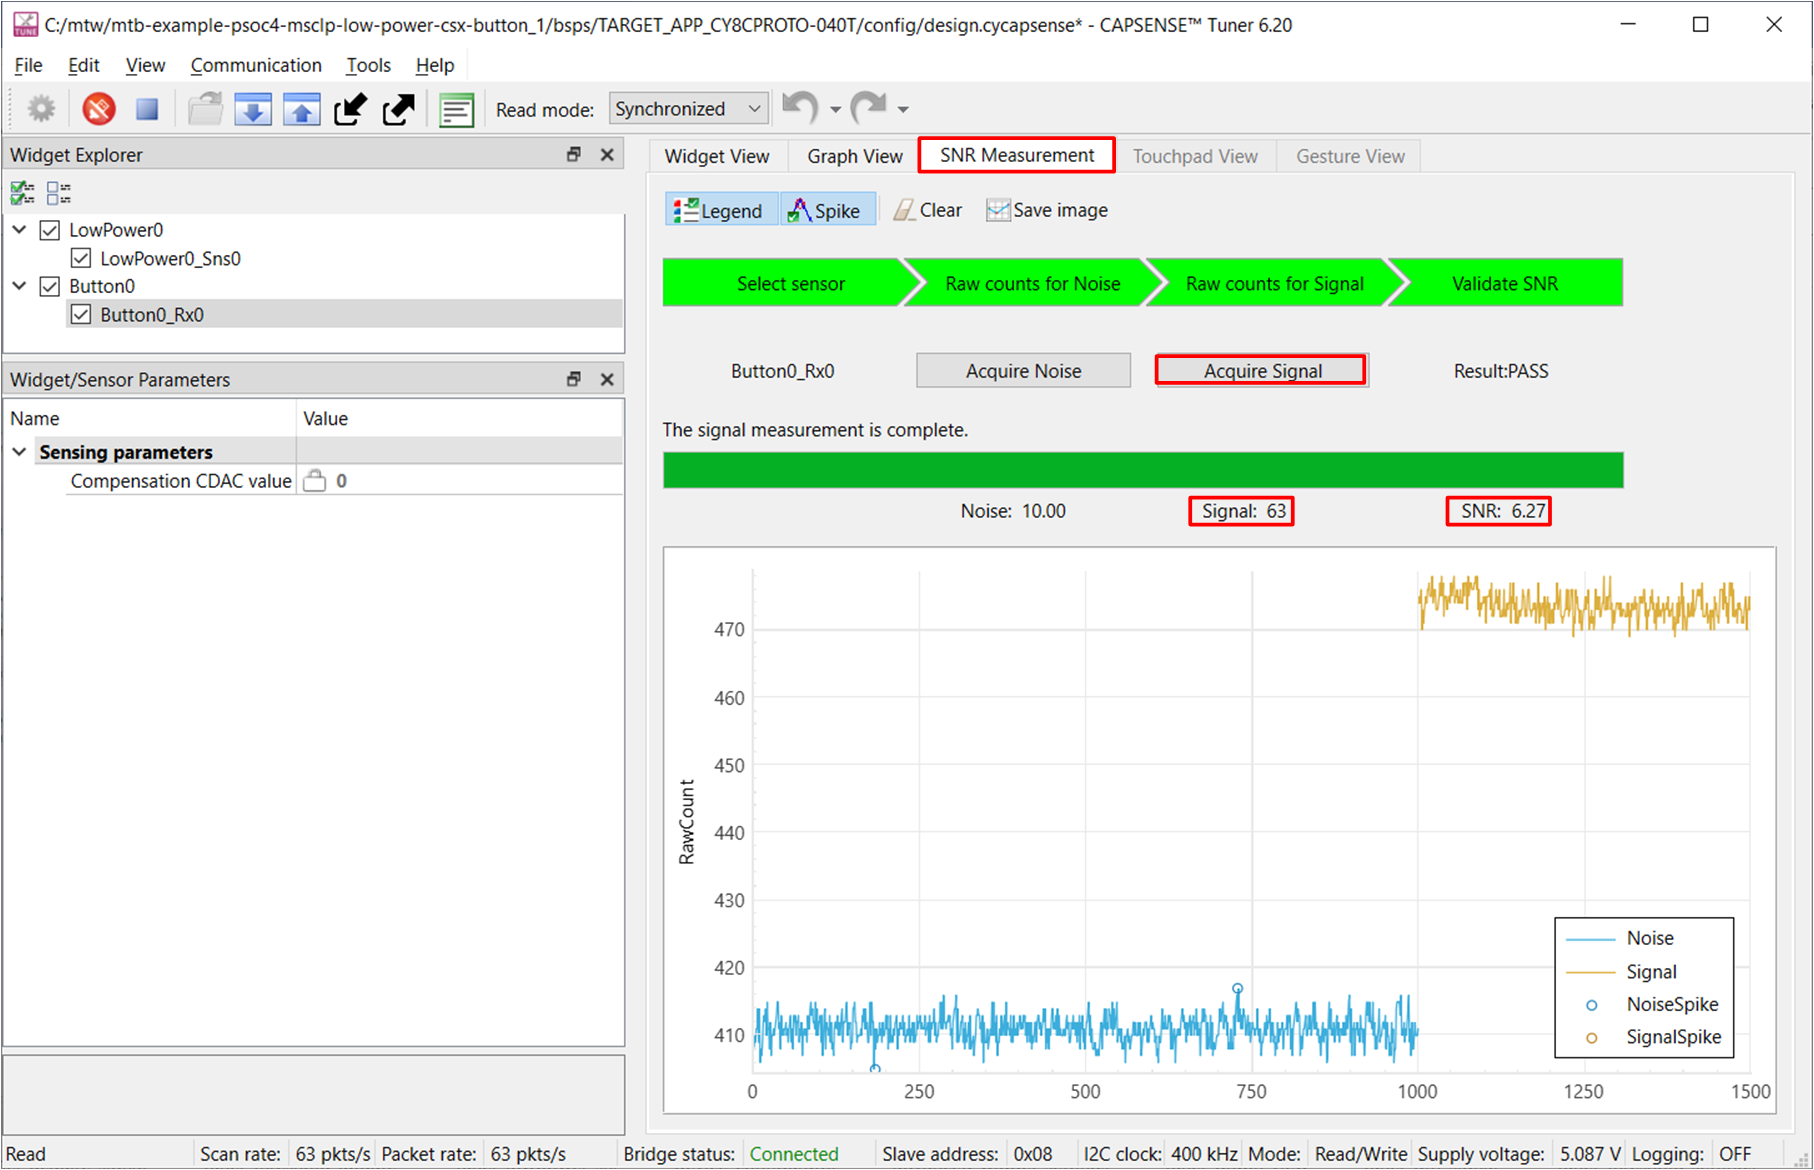 C:/mtw/mtb-example-psoc4-msclp-low-power-csx-button_1/bsps/TARGET_APP_CY8CPROTO-040T/config/design.cycapsense* - CAPSENSE™ Tuner 6.20
File Edit View Communication Tools Help
Read mode: Synchronized
Widget Explorer
LowPower0
LowPower0_Sns0
Button0
Button0_Rx0
Widget/Sensor Parameters
Name Value
Sensing parameters
Compensation CDAC value 0
Widget View Graph View SNR Measurement Touchpad View Gesture View
Legend Spike Clear Save image
Select sensor Raw counts for Noise Raw counts for Signal Validate SNR
Button0_Rx0 Acquire Noise Acquire Signal Result:PASS
The signal measurement is complete.
Noise: 10.00 Signal: 63 SNR: 6.27
RawCount
470
460
450
440
430
420
410
0 250 500 750 1000 1250 1500
Noise
Signal
NoiseSpike
SignalSpike
Read Scan rate: 63 pkts/s Packet rate: 63 pkts/s Bridge status: Connected Slave address: 0x08 I2C clock: 400 kHz Mode: Read/Write Supply voltage: 5.087 V Logging: OFF